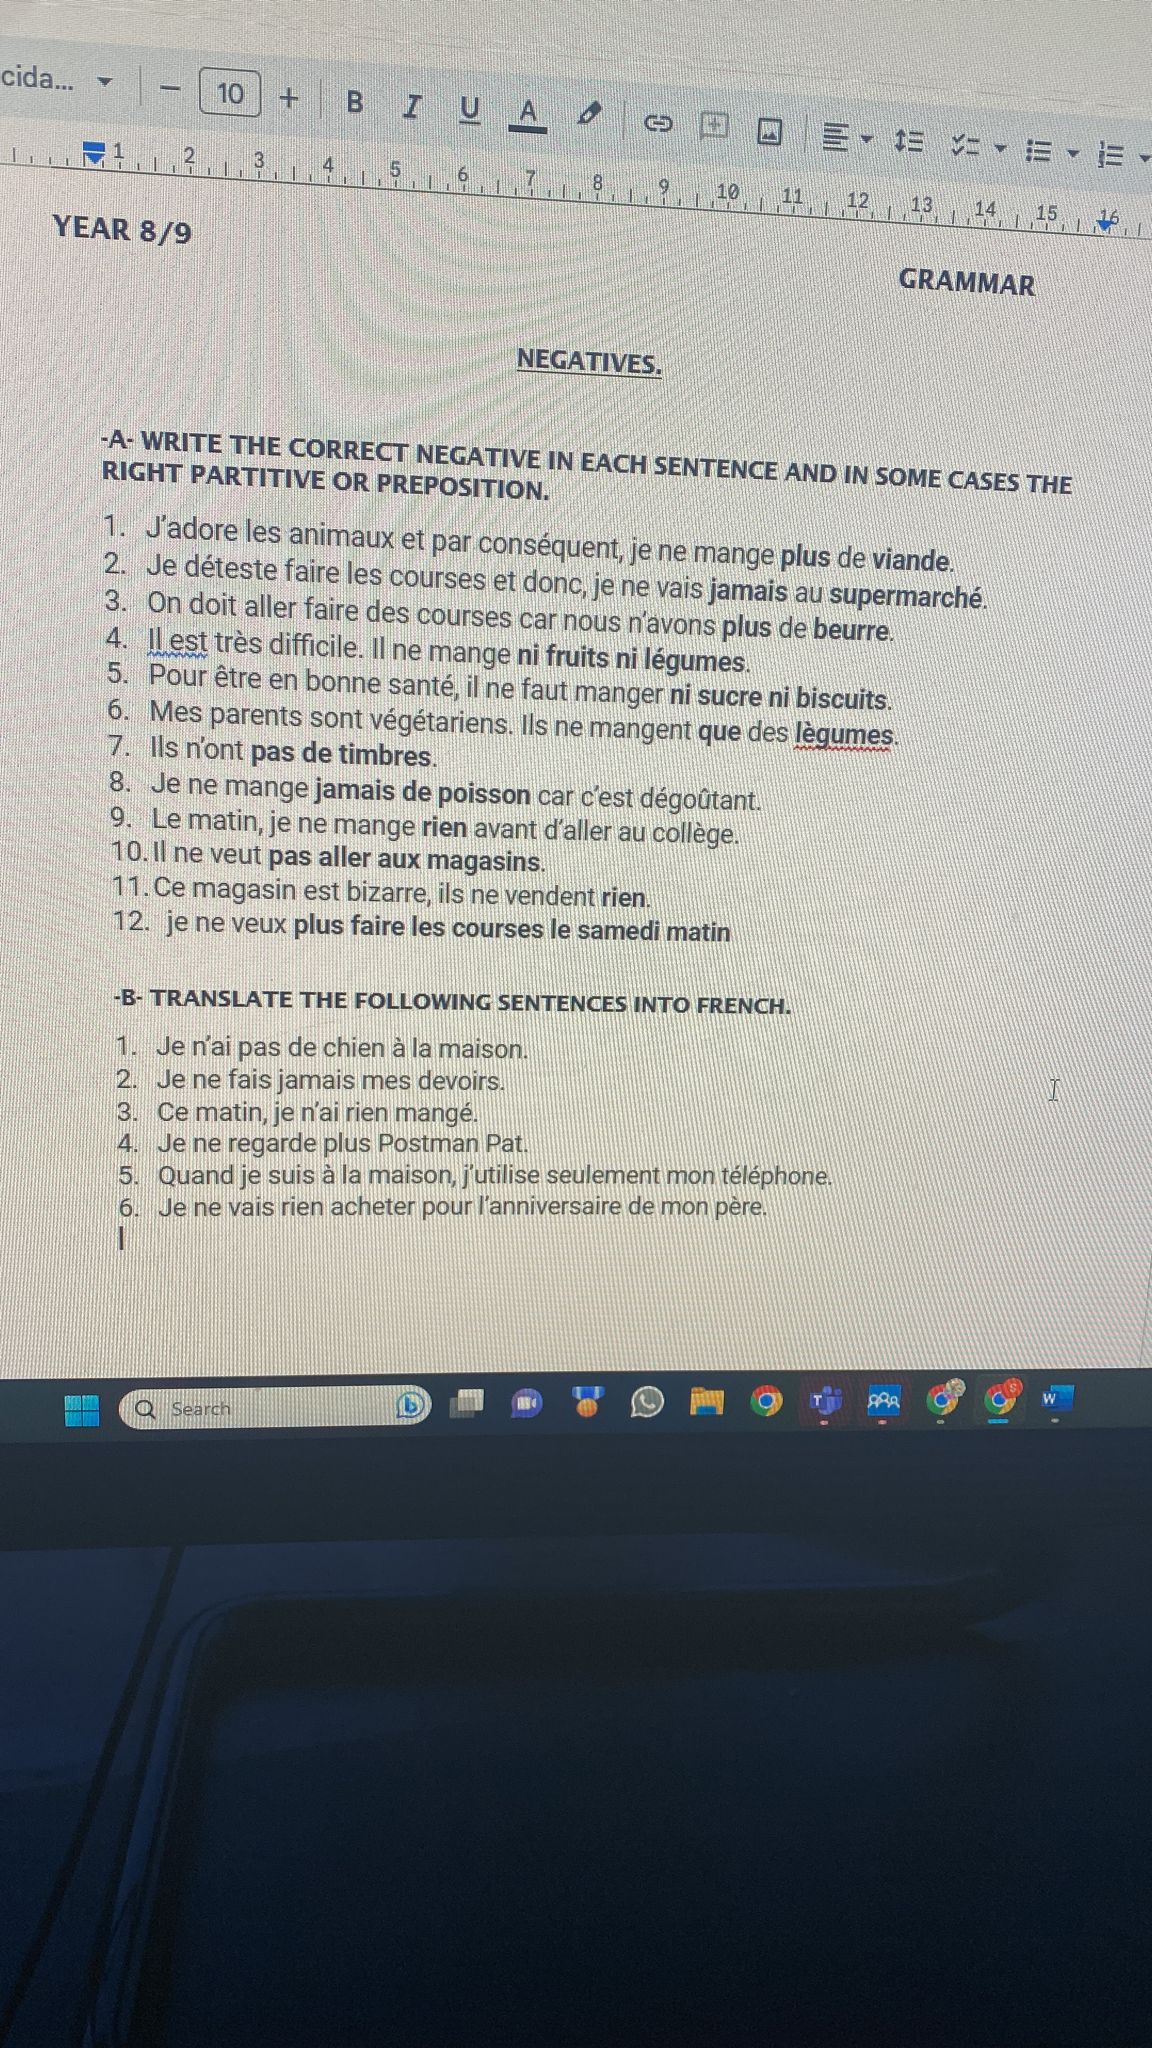 cida...
10
B I U A
1 2 3 4 5 6 7 8 9 10 11 12 13 14 15 16
YEAR 8/9
GRAMMAR
NEGATIVES.
-A- WRITE THE CORRECT NEGATIVE IN EACH SENTENCE AND IN SOME CASES THE
RIGHT PARTITIVE OR PREPOSITION.
1. J'adore les animaux et par conséquent, je ne mange plus de viande.
2. Je déteste faire les courses et donc, je ne vais jamais au supermarché.
3. On doit aller faire des courses car nous n'avons plus de beurre.
4. Il est très difficile. Il ne mange ni fruits ni légumes.
5. Pour être en bonne santé, il ne faut manger ni sucre ni biscuits.
6. Mes parents sont végétariens. Ils ne mangent que des lègumes.
7. Ils n'ont pas de timbres.
8. Je ne mange jamais de poisson car c'est dégoûtant.
9. Le matin, je ne mange rien avant d'aller au collège.
10. Il ne veut pas aller aux magasins.
11. Ce magasin est bizarre, ils ne vendent rien.
12. je ne veux plus faire les courses le samedi matin
-B- TRANSLATE THE FOLLOWING SENTENCES INTO FRENCH.
1. Je n'ai pas de chien à la maison.
2. Je ne fais jamais mes devoirs.
3. Ce matin, je n'ai rien mangé.
4. Je ne regarde plus Postman Pat.
5. Quand je suis à la maison, j'utilise seulement mon téléphone.
6. Je ne vais rien acheter pour l'anniversaire de mon père.
Search